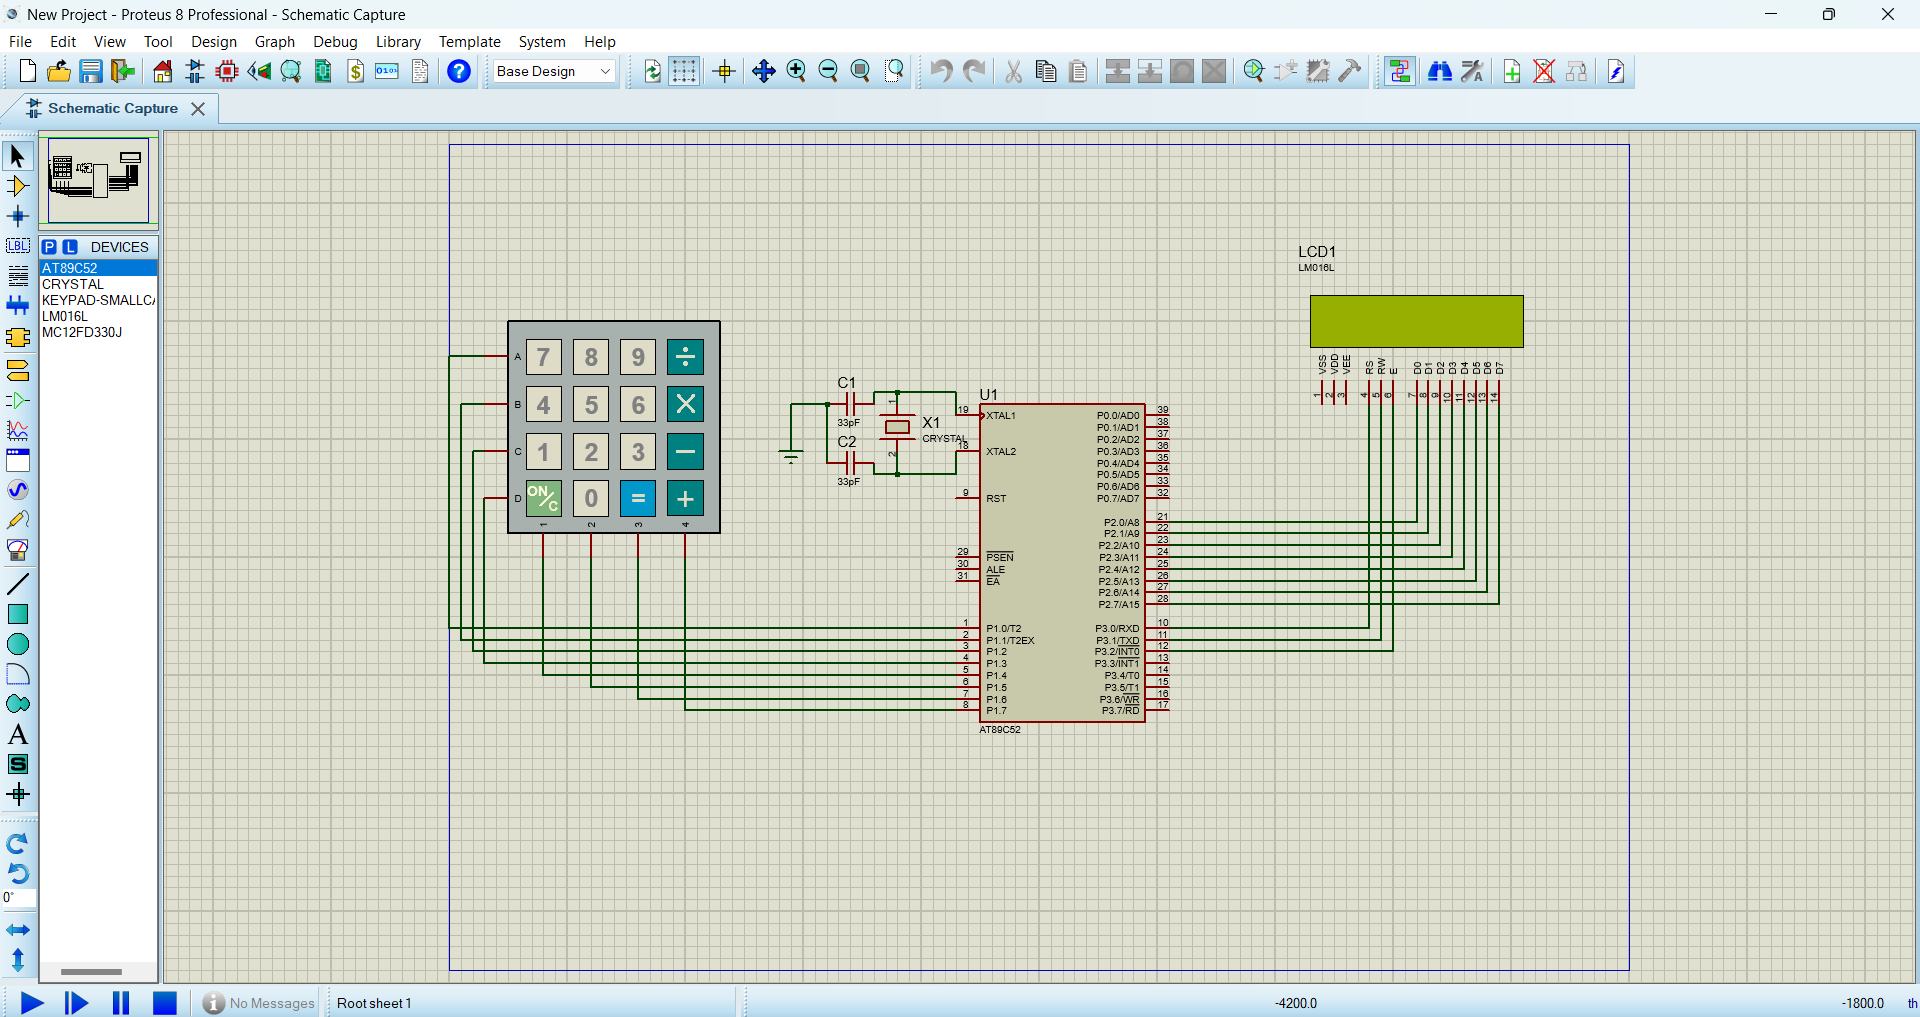 New Project - Proteus 8 Professional - Schematic Capture
File Edit View Tool Design Graph Debug Library Template System Help
Base Design
Schematic Capture
P L DEVICES
AT89C52
CRYSTAL
KEYPAD-SMALLCA
LM016L
MC12FD330J
LBL
A
S
0°
LCD1
LM016L
VSS VDD VEE RS RW E D0 D1 D2 D3 D4 D5 D6 D7
1 2 3 4 5 6 7 8 9 10 11 12 13 14
A 7 8 9 ÷
B 4 5 6 ×
C 1 2 3 −
D ON/C 0 = +
1 2 3 4
C1
33pF
C2
33pF
X1
CRYSTAL
1
2
U1
19 XTAL1
18 XTAL2
9 RST
29 PSEN
30 ALE
31 EA
1 P1.0/T2
2 P1.1/T2EX
3 P1.2
4 P1.3
5 P1.4
6 P1.5
7 P1.6
8 P1.7
P0.0/AD0 39
P0.1/AD1 38
P0.2/AD2 37
P0.3/AD3 36
P0.4/AD4 35
P0.5/AD5 34
P0.6/AD6 33
P0.7/AD7 32
P2.0/A8 21
P2.1/A9 22
P2.2/A10 23
P2.3/A11 24
P2.4/A12 25
P2.5/A13 26
P2.6/A14 27
P2.7/A15 28
P3.0/RXD 10
P3.1/TXD 11
P3.2/INT0 12
P3.3/INT1 13
P3.4/T0 14
P3.5/T1 15
P3.6/WR 16
P3.7/RD 17
AT89C52
No Messages
Root sheet 1
-4200.0
-1800.0
th